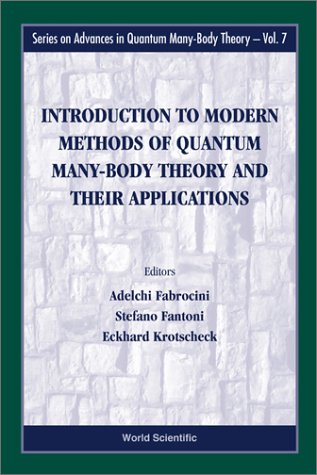 Series on Advances in Quantum Many-Body Theory – Vol. 7
INTRODUCTION TO MODERN
METHODS OF QUANTUM
MANY-BODY THEORY AND
THEIR APPLICATIONS
Editors
Adelchi Fabrocini
Stefano Fantoni
Eckhard Krotscheck
World Scientific